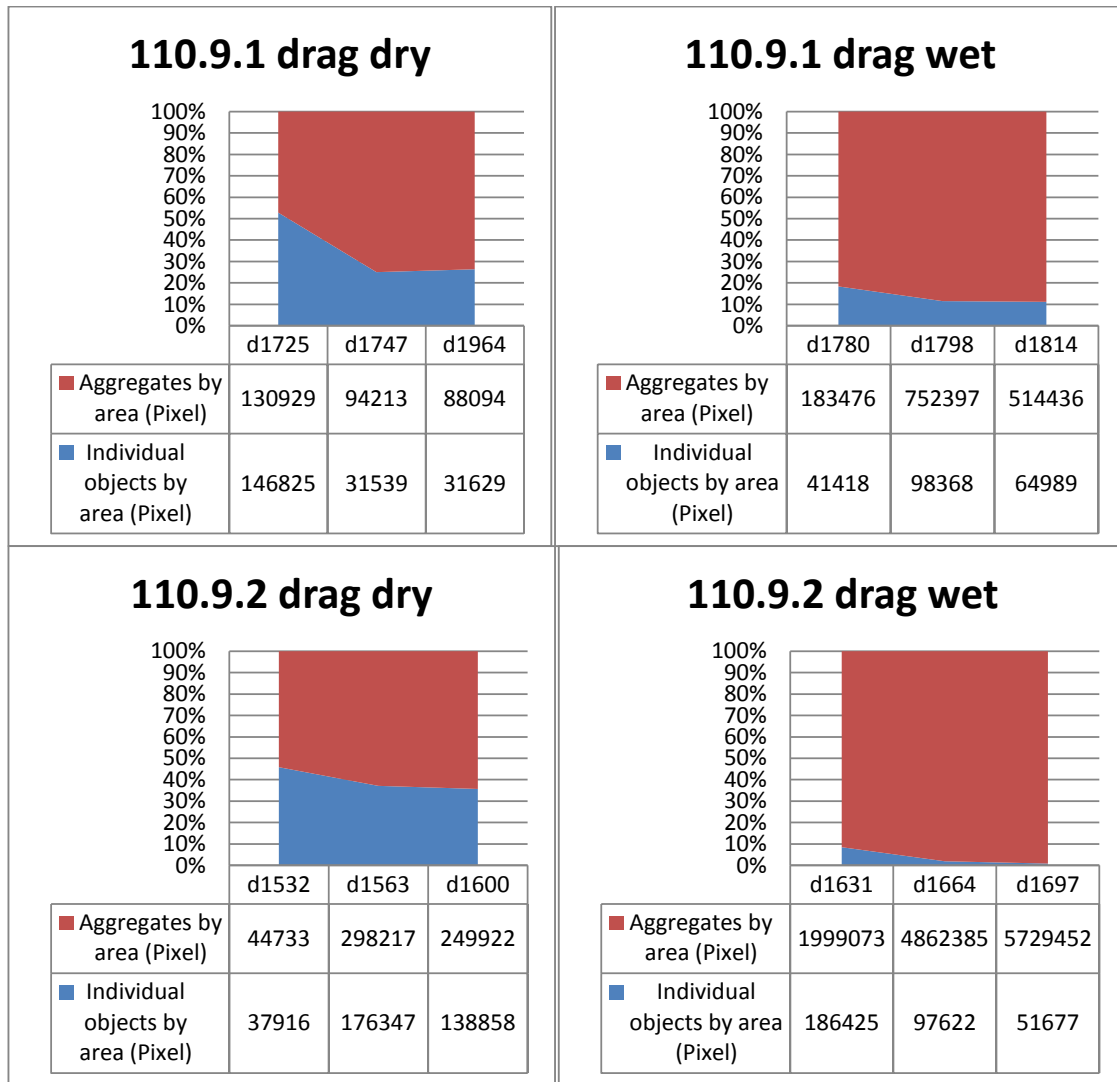 110.9.1 drag dry
100%
90%
80%
70%
60%
50%
40%
30%
20%
10%
0%
d1725 d1747 d1964
Aggregates by
area (Pixel)
130929 94213 88094
Individual
objects by
area (Pixel)
146825 31539 31629
110.9.1 drag wet
100%
90%
80%
70%
60%
50%
40%
30%
20%
10%
0%
d1780 d1798 d1814
Aggregates by
area (Pixel)
183476 752397 514436
Individual
objects by area
(Pixel)
41418 98368 64989
110.9.2 drag dry
100%
90%
80%
70%
60%
50%
40%
30%
20%
10%
0%
d1532 d1563 d1600
Aggregates by
area (Pixel)
44733 298217 249922
Individual
objects by
area (Pixel)
37916 176347 138858
110.9.2 drag wet
100%
90%
80%
70%
60%
50%
40%
30%
20%
10%
0%
d1631 d1664 d1697
Aggregates by
area (Pixel)
1999073 4862385 5729452
Individual
objects by area
(Pixel)
186425 97622 51677